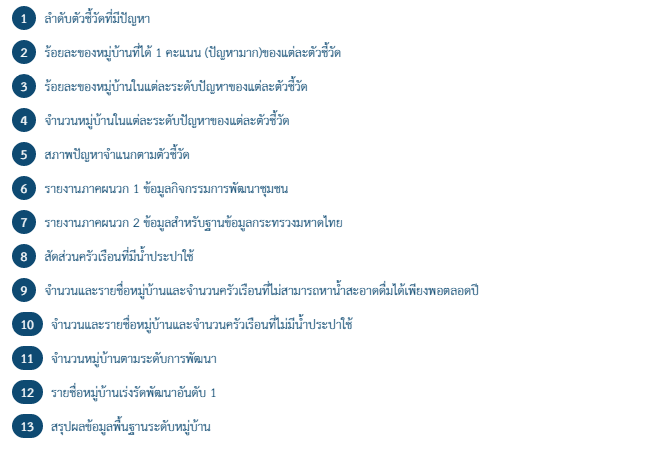 1 ลำดับตัวชี้วัดที่มีปัญหา
2 ร้อยละของหมู่บ้านที่ได้ 1 คะแนน (ปัญหามาก)ของแต่ละตัวชี้วัด
3 ร้อยละของหมู่บ้านในแต่ละระดับปัญหาของแต่ละตัวชี้วัด
4 จำนวนหมู่บ้านในแต่ละระดับปัญหาของแต่ละตัวชี้วัด
5 สภาพปัญหาจำแนกตามตัวชี้วัด
6 รายงานภาคผนวก 1 ข้อมูลกิจกรรมการพัฒนาชุมชน
7 รายงานภาคผนวก 2 ข้อมูลสำหรับฐานข้อมูลกระทรวงมหาดไทย
8 สัดส่วนครัวเรือนที่มีน้ำประปาใช้
9 จำนวนและรายชื่อหมู่บ้านและจำนวนครัวเรือนที่ไม่สามารถหาน้ำสะอาดดื่มได้เพียงพอตลอดปี
10 จำนวนและรายชื่อหมู่บ้านและจำนวนครัวเรือนที่ไม่มีน้ำประปาใช้
11 จำนวนหมู่บ้านตามระดับการพัฒนา
12 รายชื่อหมู่บ้านเร่งรัดพัฒนาอันดับ 1
13 สรุปผลข้อมูลพื้นฐานระดับหมู่บ้าน